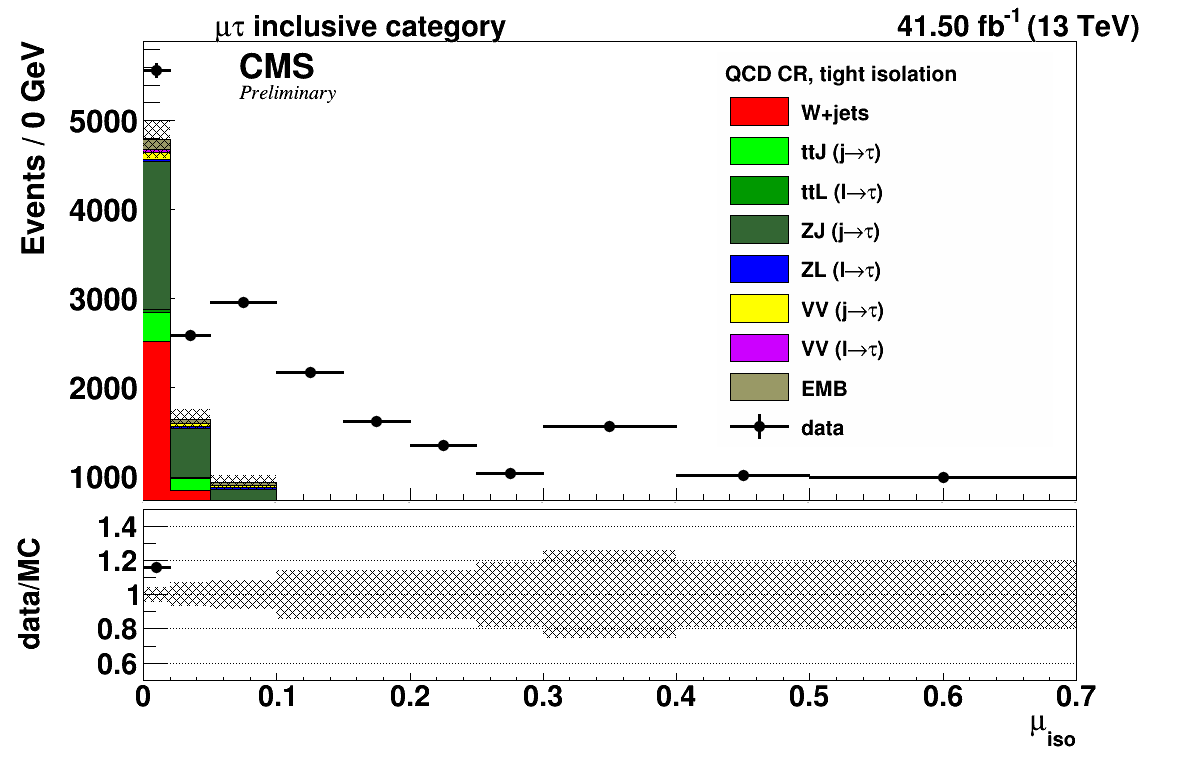 μτ inclusive category
41.50 fb⁻¹ (13 TeV)
CMS
Preliminary
QCD CR, tight isolation
W+jets
ttJ (j→τ)
ttL (l→τ)
ZJ (j→τ)
ZL (l→τ)
VV (j→τ)
VV (l→τ)
EMB
data
Events / 0 GeV
5000
4000
3000
2000
1000
data/MC
1.4
1.2
1
0.8
0.6
0 0.1 0.2 0.3 0.4 0.5 0.6 0.7
μ_iso